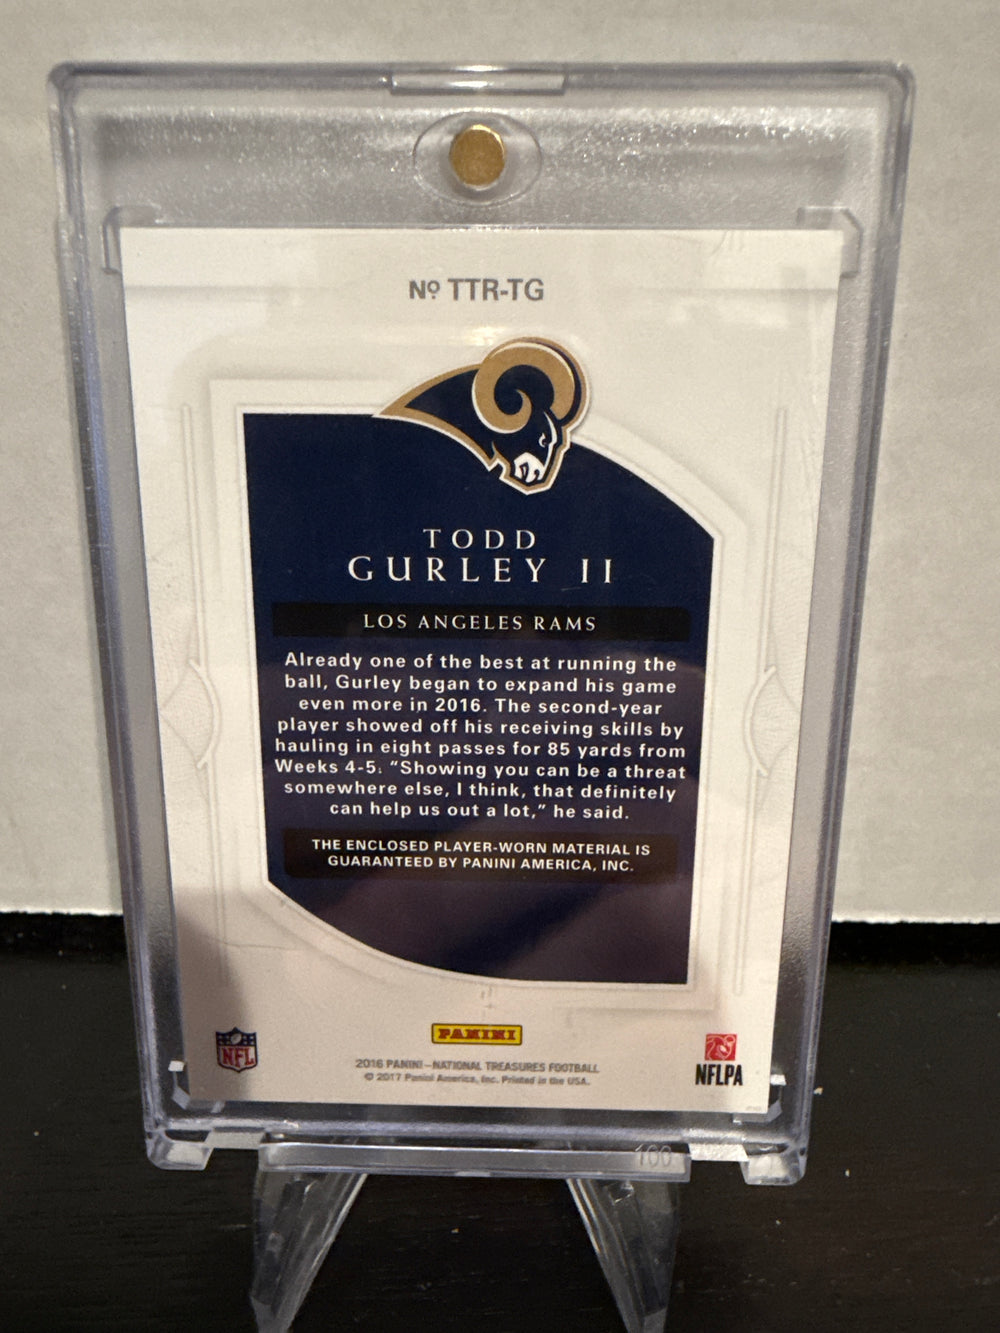 Nº TTR-TG
TODD
GURLEY II
LOS ANGELES RAMS
Already one of the best at running the
ball, Gurley began to expand his game
even more in 2016. The second-year
player showed off his receiving skills by
hauling in eight passes for 85 yards from
Weeks 4-5. “Showing you can be a threat
somewhere else, I think, that definitely
can help us out a lot,” he said.
THE ENCLOSED PLAYER-WORN MATERIAL IS
GUARANTEED BY PANINI AMERICA, INC.
NFL
PANINI
NFLPA
2016 PANINI–NATIONAL TREASURES FOOTBALL
© 2017 Panini America, Inc. Printed in the USA.